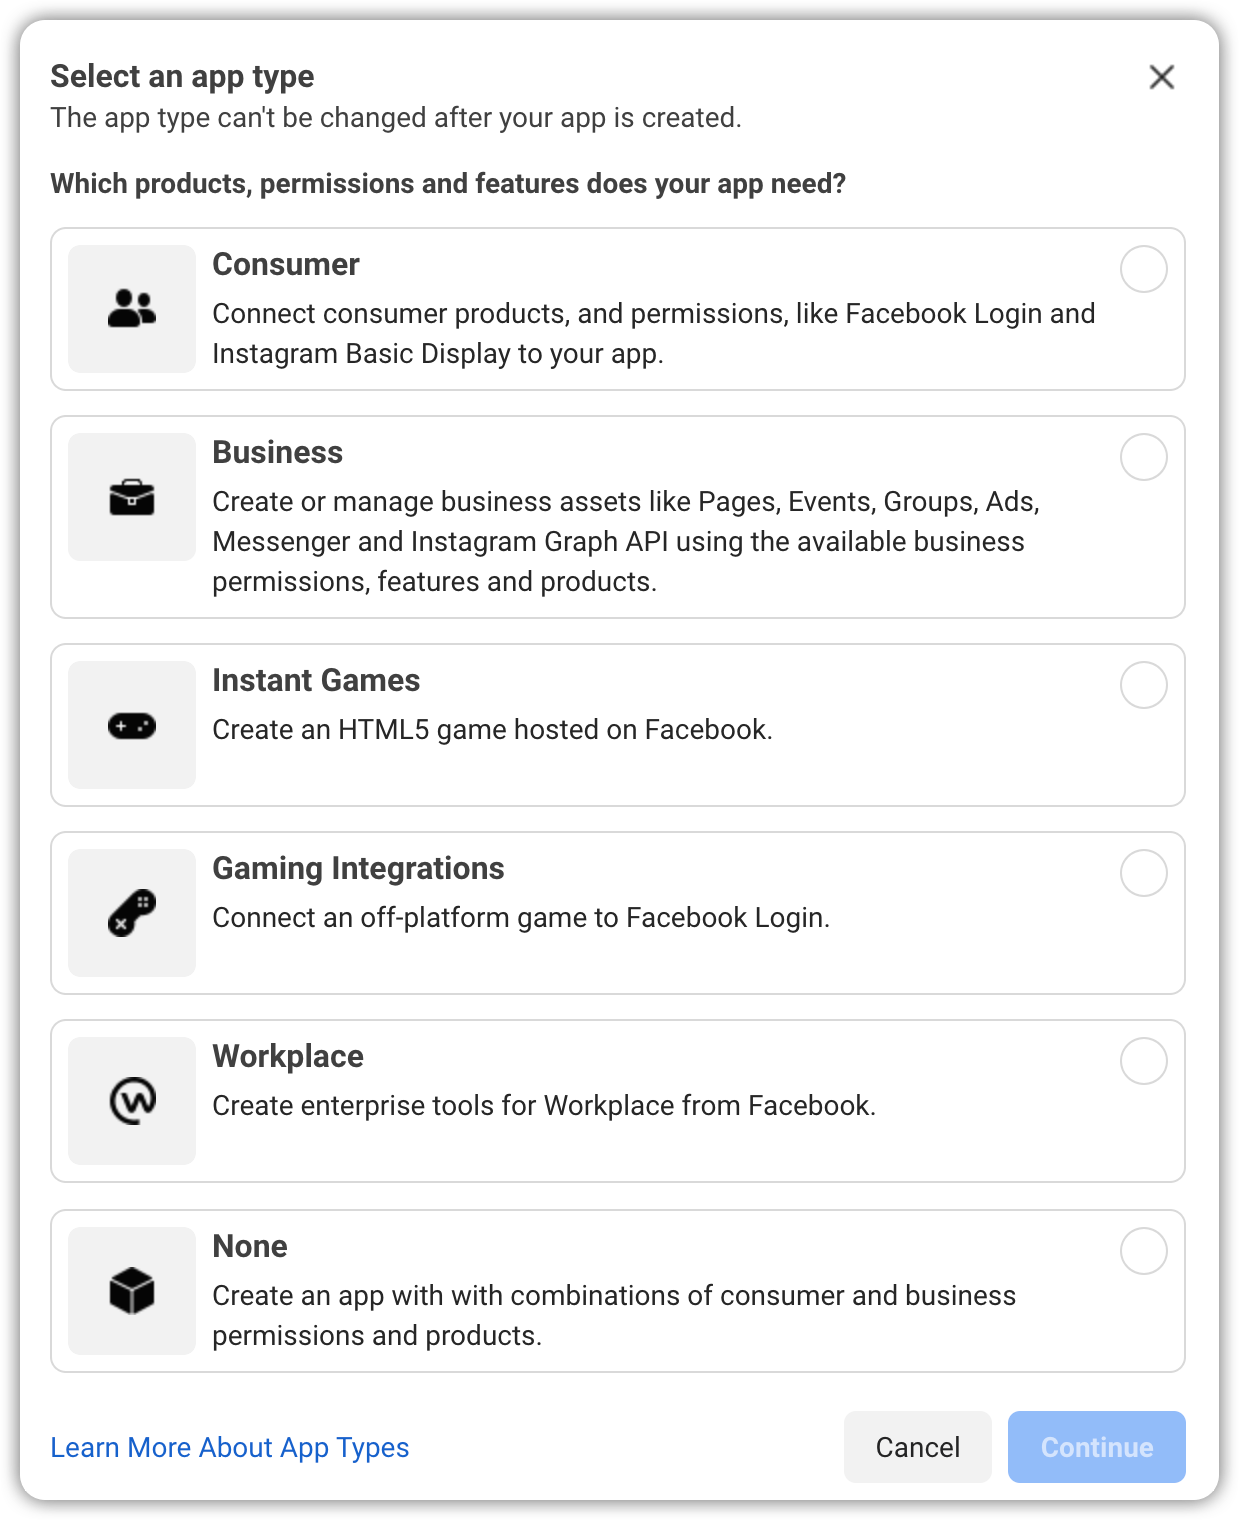 Select an app type
The app type can't be changed after your app is created.
Which products, permissions and features does your app need?
Consumer
Connect consumer products, and permissions, like Facebook Login and
Instagram Basic Display to your app.
Business
Create or manage business assets like Pages, Events, Groups, Ads,
Messenger and Instagram Graph API using the available business
permissions, features and products.
Instant Games
Create an HTML5 game hosted on Facebook.
Gaming Integrations
Connect an off-platform game to Facebook Login.
Workplace
Create enterprise tools for Workplace from Facebook.
None
Create an app with with combinations of consumer and business
permissions and products.
Learn More About App Types
Cancel
Continue